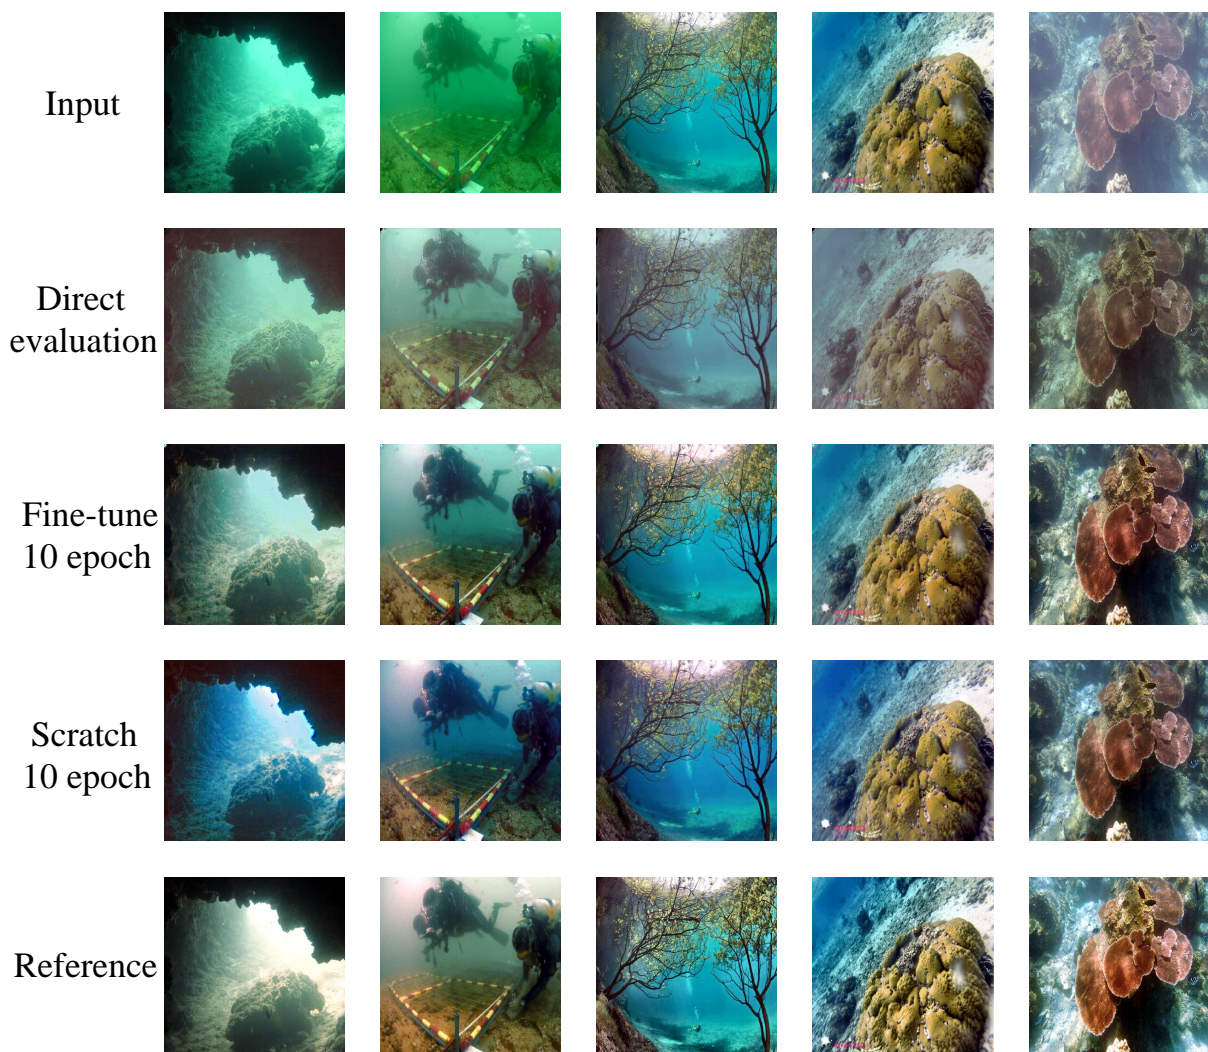 Input
Direct
evaluation
Fine-tune
10 epoch
Scratch
10 epoch
Reference